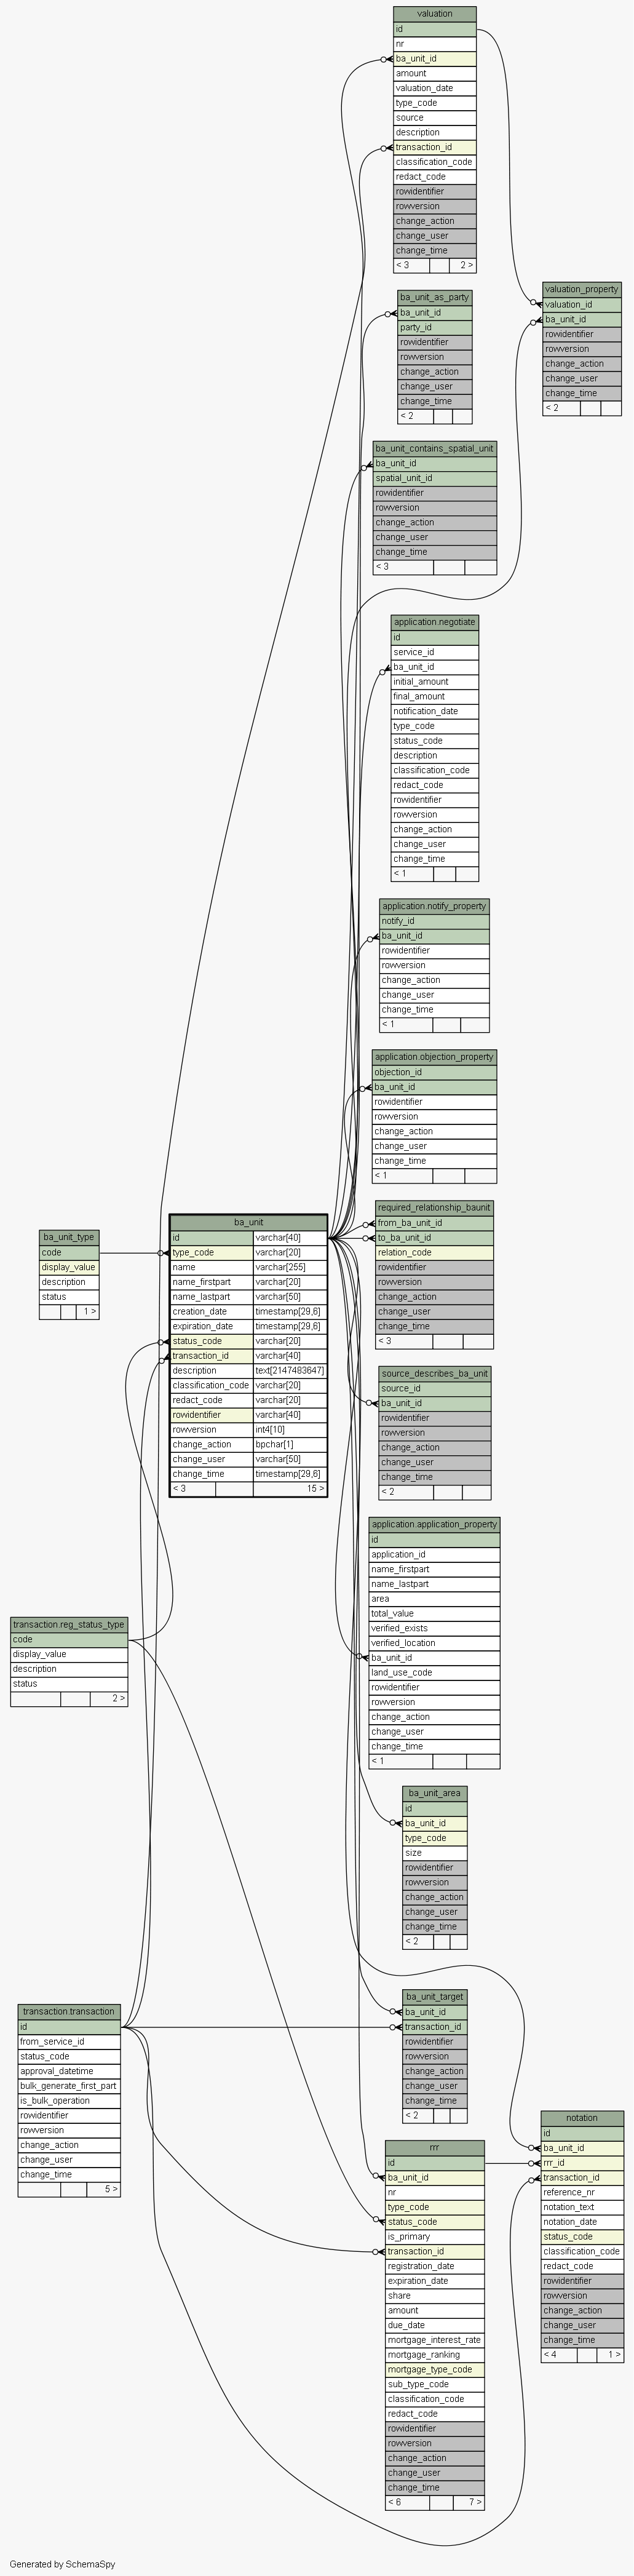 valuation
id
nr
ba_unit_id
amount
valuation_date
type_code
source
description
transaction_id
classification_code
redact_code
rowidentifier
rowversion
change_action
change_user
change_time
< 3 2 >
valuation_property
valuation_id
ba_unit_id
rowidentifier
rowversion
change_action
change_user
change_time
< 2
ba_unit_as_party
ba_unit_id
party_id
rowidentifier
rowversion
change_action
change_user
change_time
< 2
ba_unit_contains_spatial_unit
ba_unit_id
spatial_unit_id
rowidentifier
rowversion
change_action
change_user
change_time
< 3
application.negotiate
id
service_id
ba_unit_id
initial_amount
final_amount
notification_date
type_code
status_code
description
classification_code
redact_code
rowidentifier
rowversion
change_action
change_user
change_time
< 1
application.notify_property
notify_id
ba_unit_id
rowidentifier
rowversion
change_action
change_user
change_time
< 1
application.objection_property
objection_id
ba_unit_id
rowidentifier
rowversion
change_action
change_user
change_time
< 1
required_relationship_baunit
from_ba_unit_id
to_ba_unit_id
relation_code
rowidentifier
rowversion
change_action
change_user
change_time
< 3
ba_unit_type
code
display_value
description
status
1 >
ba_unit
id varchar[40]
type_code varchar[20]
name varchar[255]
name_firstpart varchar[20]
name_lastpart varchar[50]
creation_date timestamp[29,6]
expiration_date timestamp[29,6]
status_code varchar[20]
transaction_id varchar[40]
description text[2147483647]
classification_code varchar[20]
redact_code varchar[20]
rowidentifier varchar[40]
rowversion int4[10]
change_action bpchar[1]
change_user varchar[50]
change_time timestamp[29,6]
< 3 15 >
source_describes_ba_unit
source_id
ba_unit_id
rowidentifier
rowversion
change_action
change_user
change_time
< 2
application.application_property
id
application_id
name_firstpart
name_lastpart
area
total_value
verified_exists
verified_location
ba_unit_id
land_use_code
rowidentifier
rowversion
change_action
change_user
change_time
< 1
transaction.reg_status_type
code
display_value
description
status
2 >
ba_unit_area
id
ba_unit_id
type_code
size
rowidentifier
rowversion
change_action
change_user
change_time
< 2
ba_unit_target
ba_unit_id
transaction_id
rowidentifier
rowversion
change_action
change_user
change_time
< 2
transaction.transaction
id
from_service_id
status_code
approval_datetime
bulk_generate_first_part
is_bulk_operation
rowidentifier
rowversion
change_action
change_user
change_time
5 >
notation
id
ba_unit_id
rrr_id
transaction_id
reference_nr
notation_text
notation_date
status_code
classification_code
redact_code
rowidentifier
rowversion
change_action
change_user
change_time
< 4 1 >
rrr
id
ba_unit_id
nr
type_code
status_code
is_primary
transaction_id
registration_date
expiration_date
share
amount
due_date
mortgage_interest_rate
mortgage_ranking
mortgage_type_code
sub_type_code
classification_code
redact_code
rowidentifier
rowversion
change_action
change_user
change_time
< 6 7 >
Generated by SchemaSpy